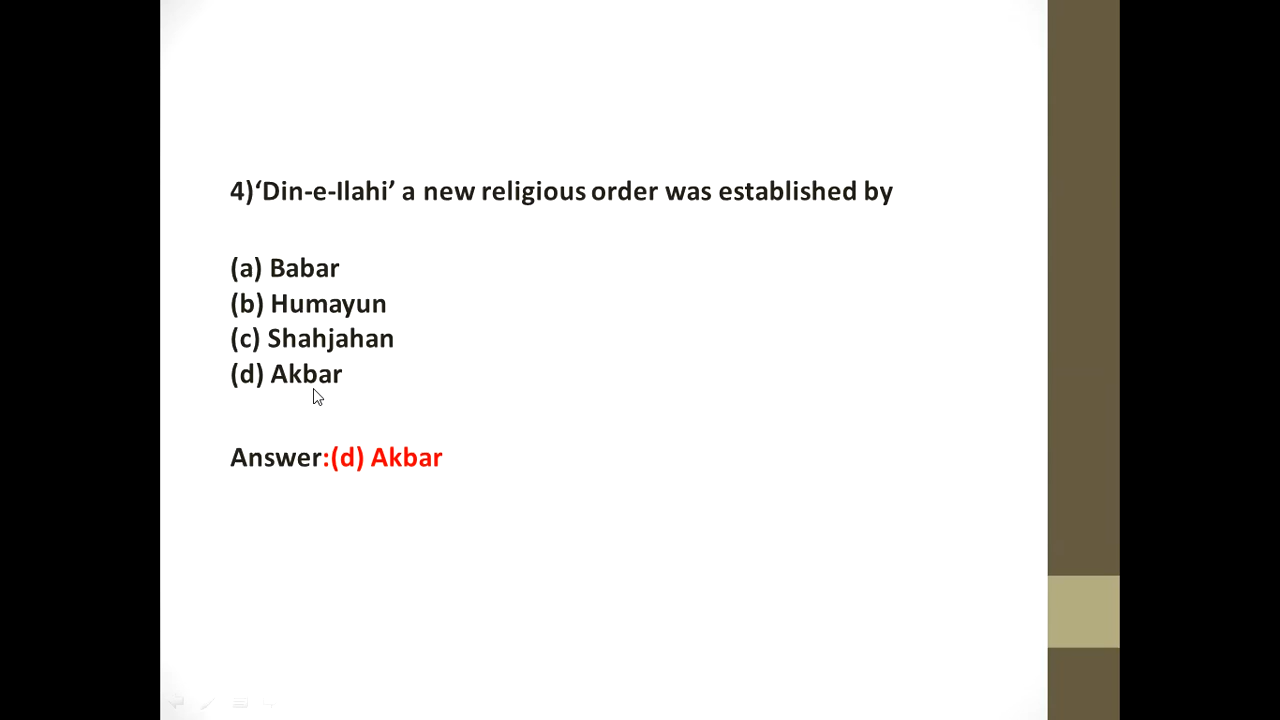 4)‘Din-e-Ilahi’ a new religious order was established by
(a) Babar
(b) Humayun
(c) Shahjahan
(d) Akbar
Answer:(d) Akbar